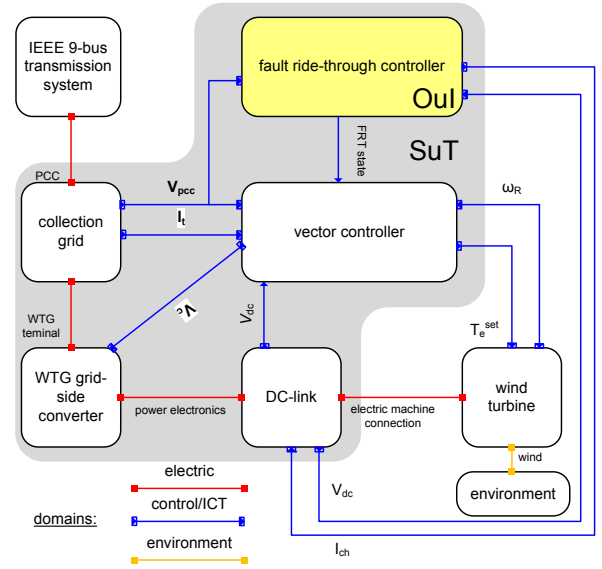 IEEE 9-bus
transmission
system
fault ride-through controller
OuI
SuT
FRT state
PCC
V_pcc
I_t
ω_R
collection
grid
vector controller
V_c
V_dc
WTG
teminal
T_e^set
WTG grid-
side
converter
power electronics
DC-link
electric machine
connection
wind
turbine
wind
environment
electric
control/ICT
domains:
environment
V_dc
I_ch